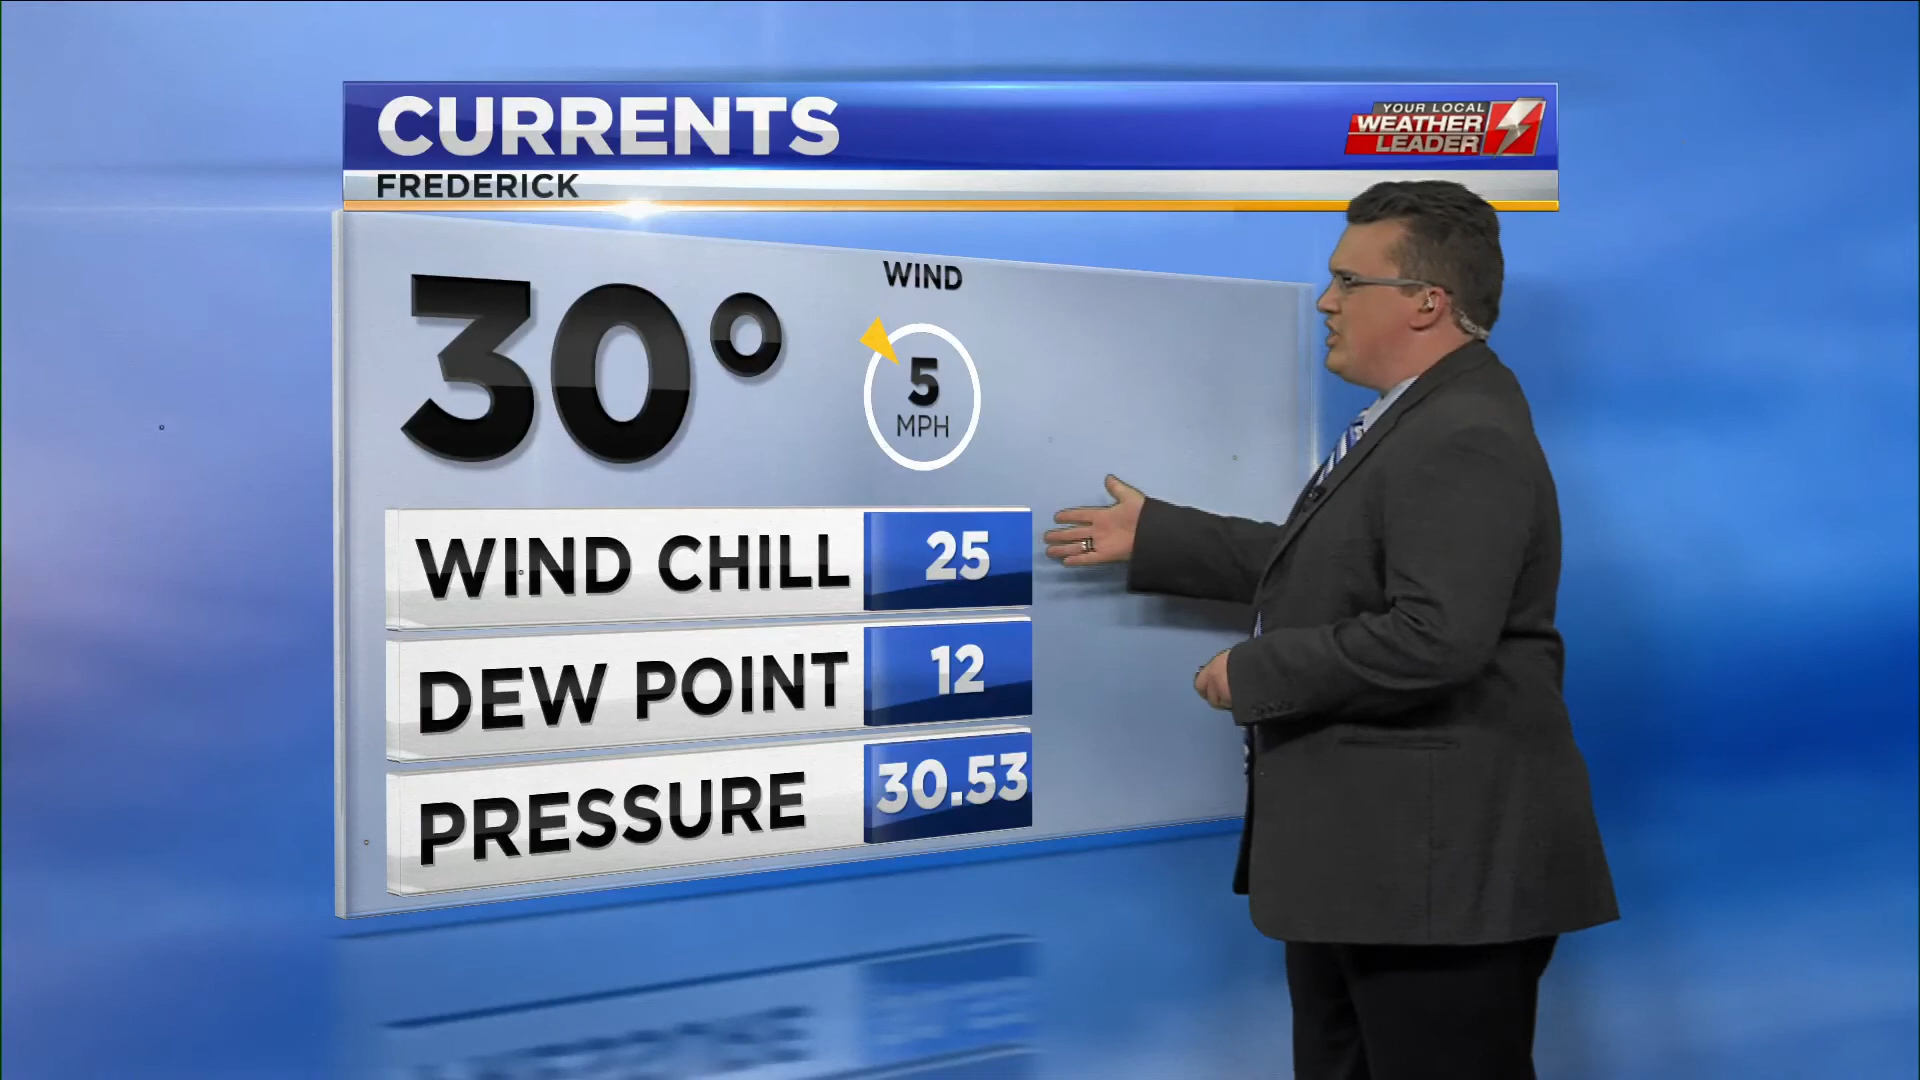 CURRENTS
YOUR LOCAL
WEATHER
LEADER
FREDERICK
30°
WIND
5
MPH
WIND CHILL 25
DEW POINT 12
PRESSURE 30.53